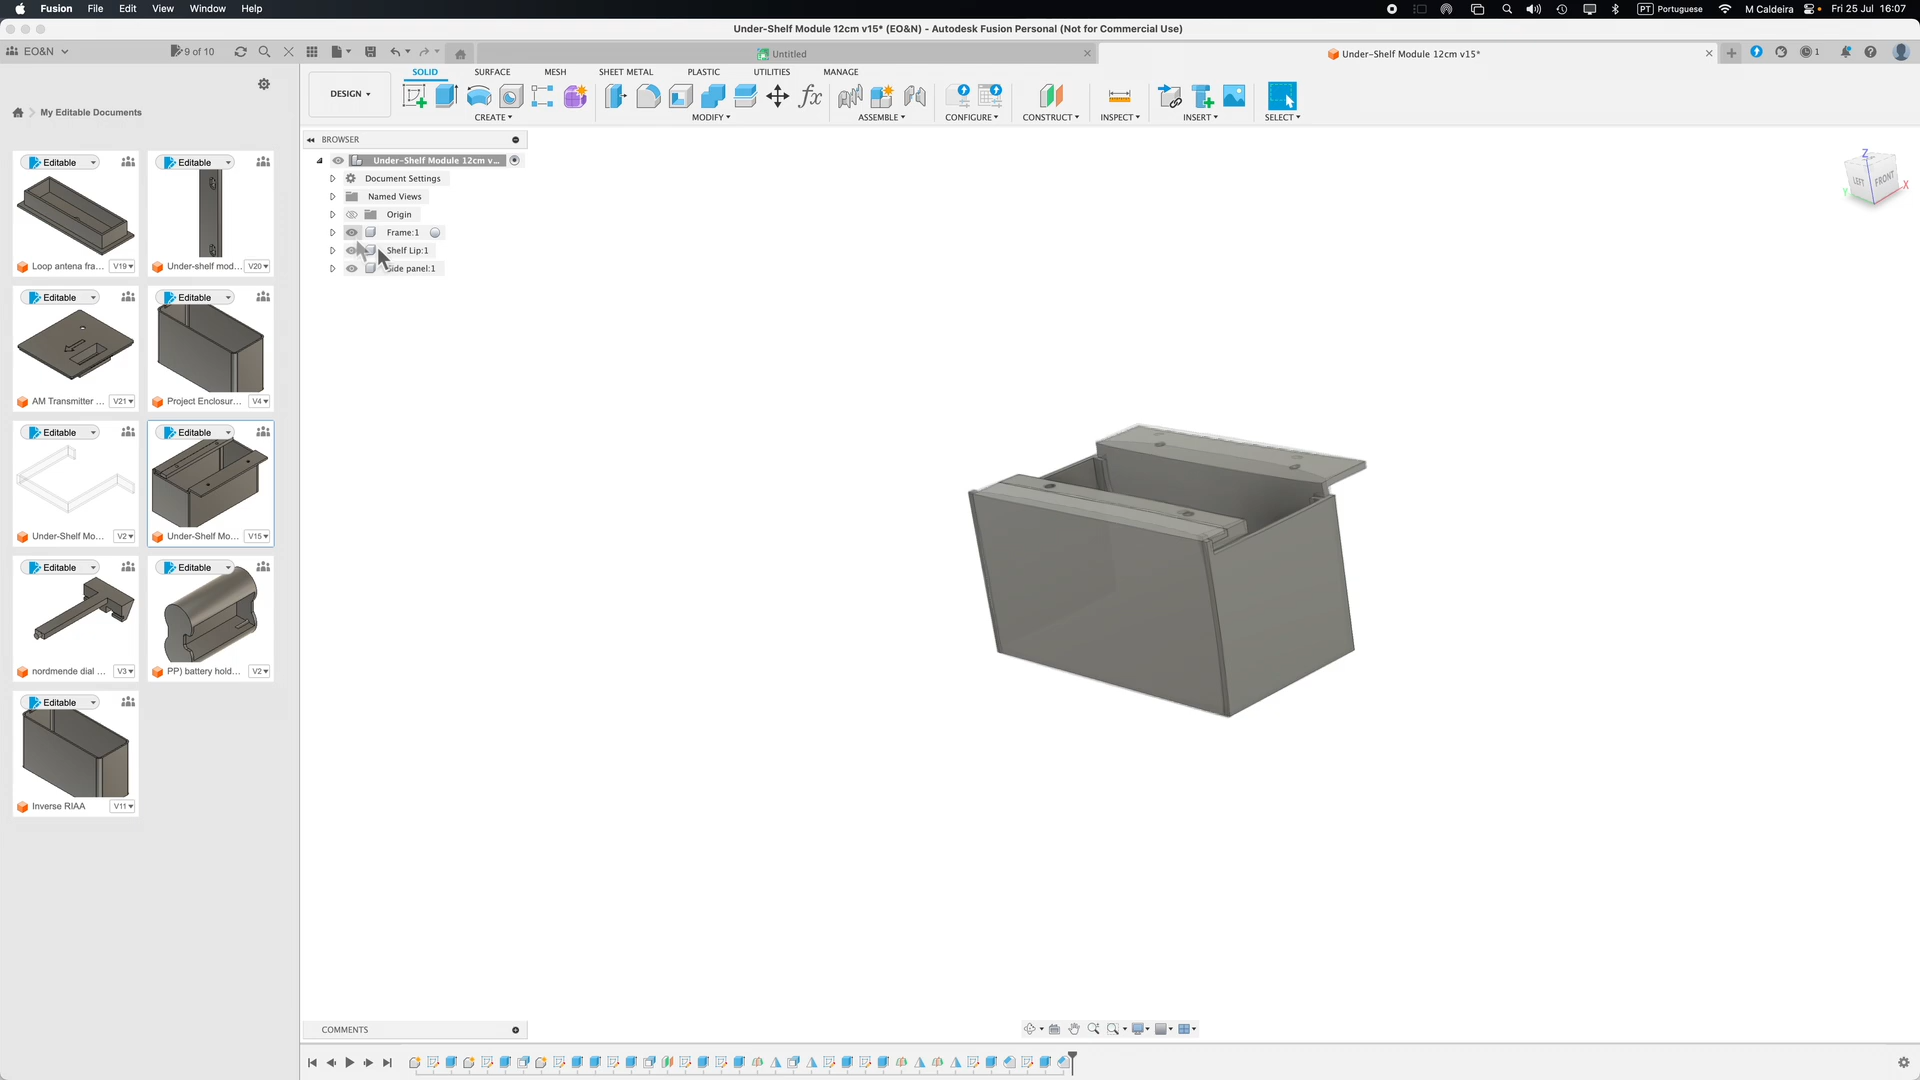 Fusion File Edit View Window Help
PT Portuguese M Caldeira Fri 25 Jul 16:07
Under-Shelf Module 12cm v15* (EO&N) - Autodesk Fusion Personal (Not for Commercial Use)
EO&N 9 of 10
Untitled
Under-Shelf Module 12cm v15*
1
SOLID SURFACE MESH SHEET METAL PLASTIC UTILITIES MANAGE
DESIGN
CREATE MODIFY ASSEMBLE CONFIGURE CONSTRUCT INSPECT INSERT SELECT
My Editable Documents
BROWSER
Under-Shelf Module 12cm v...
Document Settings
Named Views
Origin
Frame:1
Shelf Lip:1
Side panel:1
Z
LEFT FRONT
X
Y
Editable Editable
Loop antena fra... V19 Under-shelf mod... V20
Editable Editable
AM Transmitter ... V21 Project Enclosur... V4
Editable Editable
Under-Shelf Mo... V2 Under-Shelf Mo... V15
Editable Editable
nordmende dial ... V3 PP) battery hold... V2
Editable
Inverse RIAA V11
COMMENTS